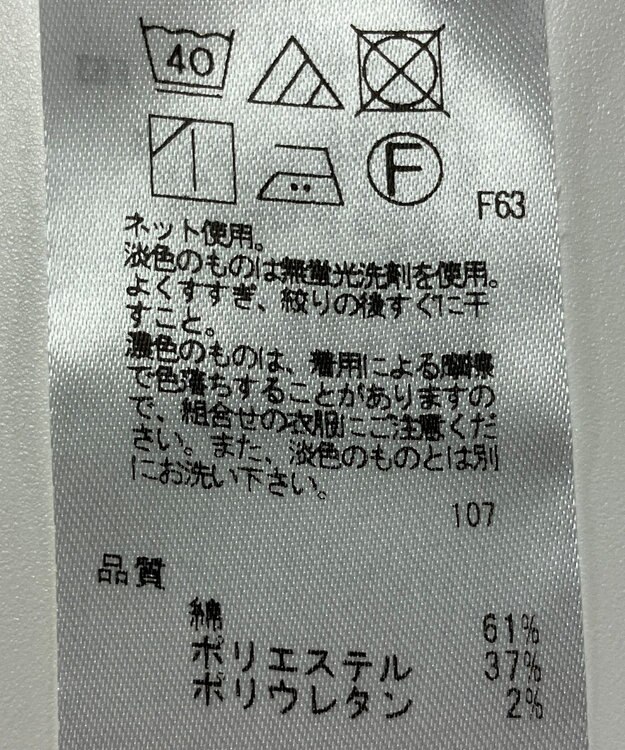 40
F
F63
ネット使用。
淡色のものは無蛍光洗剤を使用。
よくすすぎ、絞りの後すぐに干
すこと。
濃色のものは、着用による摩擦
で色落ちすることがありますの
で、組合せの衣服にご注意くだ
さい。また、淡色のものとは別
にお洗い下さい。
107
品質
綿 61%
ポリエステル 37%
ポリウレタン 2%